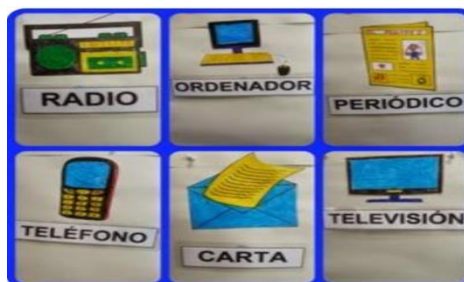 RADIO
ORDENADOR
PERIÓDICO
TELÉFONO
CARTA
TELEVISIÓN